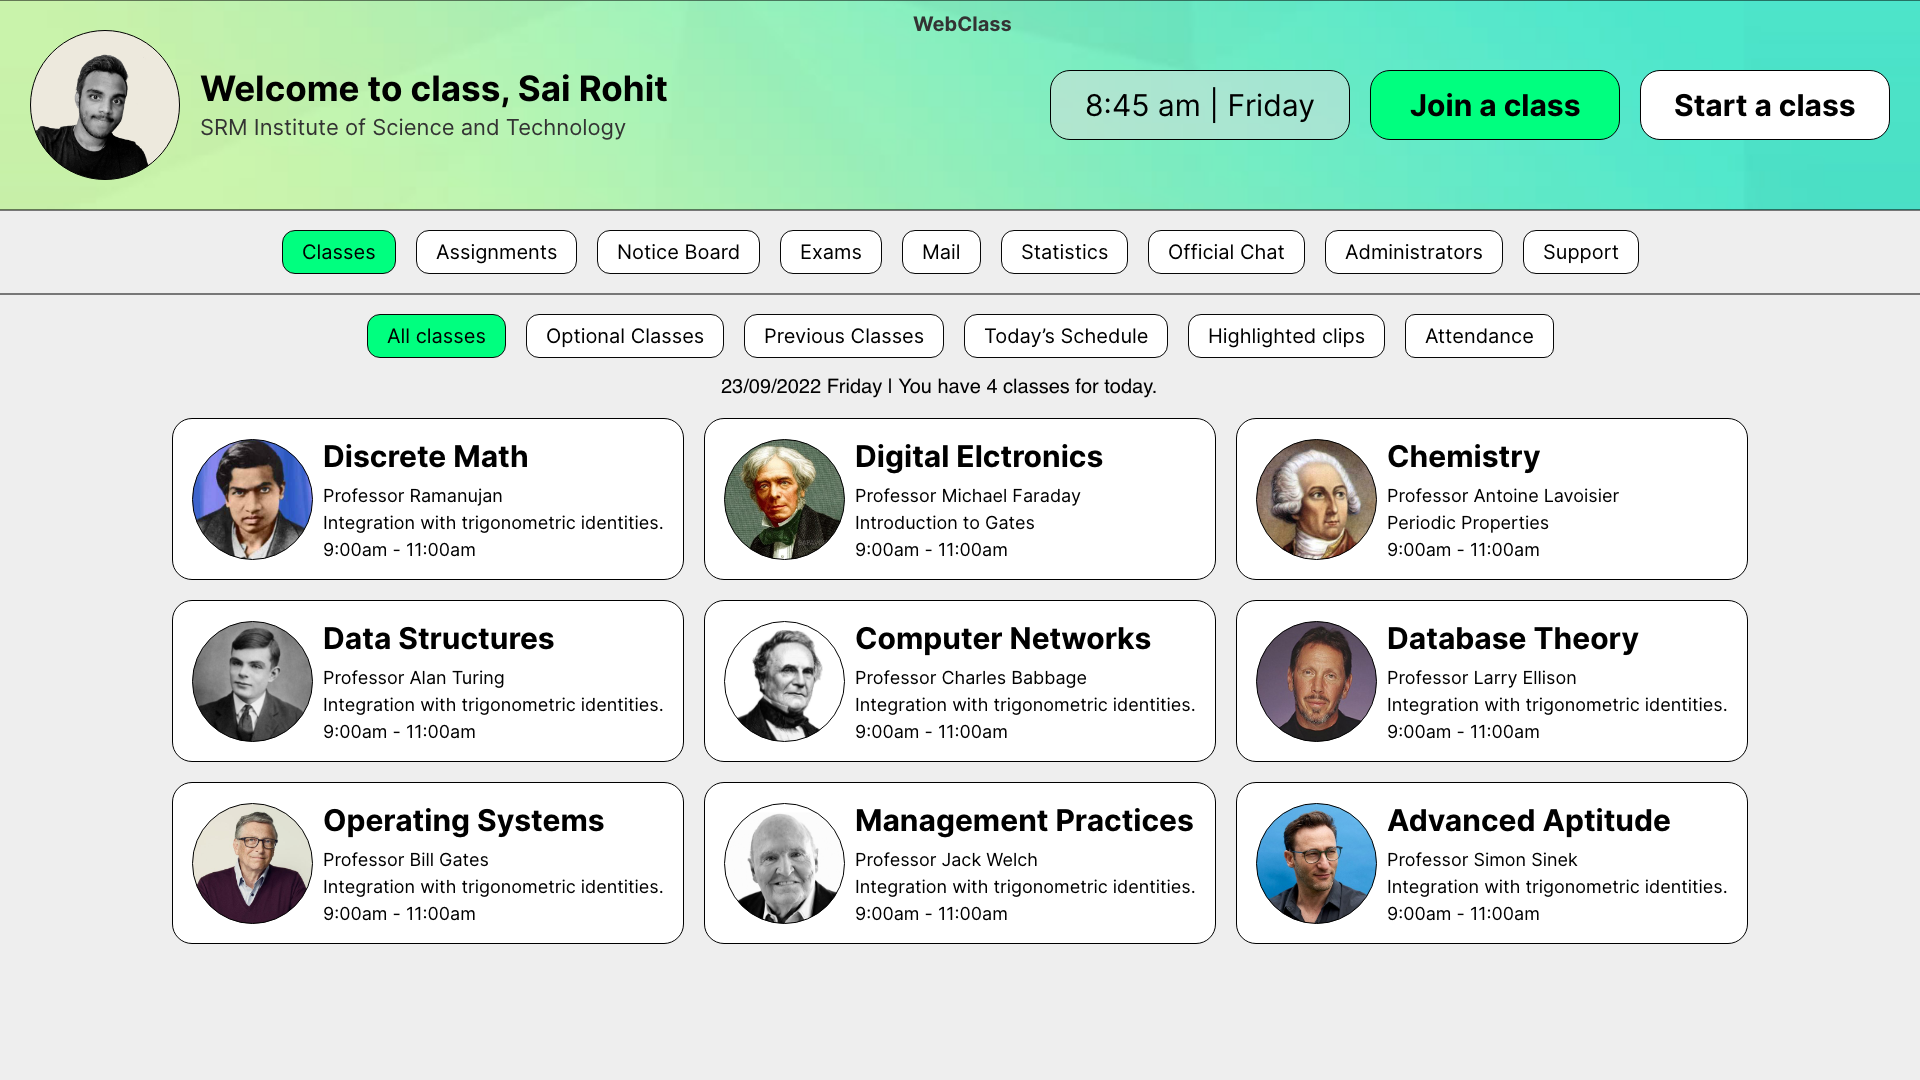 WebClass
Welcome to class, Sai Rohit
SRM Institute of Science and Technology
8:45 am | Friday
Join a class
Start a class
Classes
Assignments
Notice Board
Exams
Mail
Statistics
Official Chat
Administrators
Support
All classes
Optional Classes
Previous Classes
Today’s Schedule
Highlighted clips
Attendance
23/09/2022 Friday | You have 4 classes for today.
Discrete Math
Professor Ramanujan
Integration with trigonometric identities.
9:00am - 11:00am
Digital Elctronics
Professor Michael Faraday
Introduction to Gates
9:00am - 11:00am
Chemistry
Professor Antoine Lavoisier
Periodic Properties
9:00am - 11:00am
Data Structures
Professor Alan Turing
Integration with trigonometric identities.
9:00am - 11:00am
Computer Networks
Professor Charles Babbage
Integration with trigonometric identities.
9:00am - 11:00am
Database Theory
Professor Larry Ellison
Integration with trigonometric identities.
9:00am - 11:00am
Operating Systems
Professor Bill Gates
Integration with trigonometric identities.
9:00am - 11:00am
Management Practices
Professor Jack Welch
Integration with trigonometric identities.
9:00am - 11:00am
Advanced Aptitude
Professor Simon Sinek
Integration with trigonometric identities.
9:00am - 11:00am